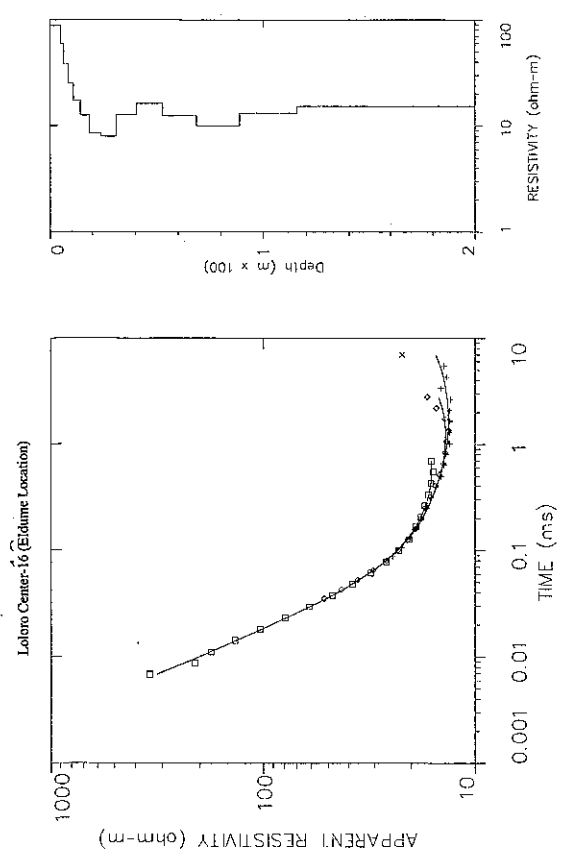 Loloro Center-16 (Eldume Location)
APPARENT RESISTIVITY (ohm-m)
1000
100
10
0.001
0.01
0.1
1
10
TIME (ms)
Depth (m x 100)
0
1
2
1
10
100
RESISTIVITY (ohm-m)